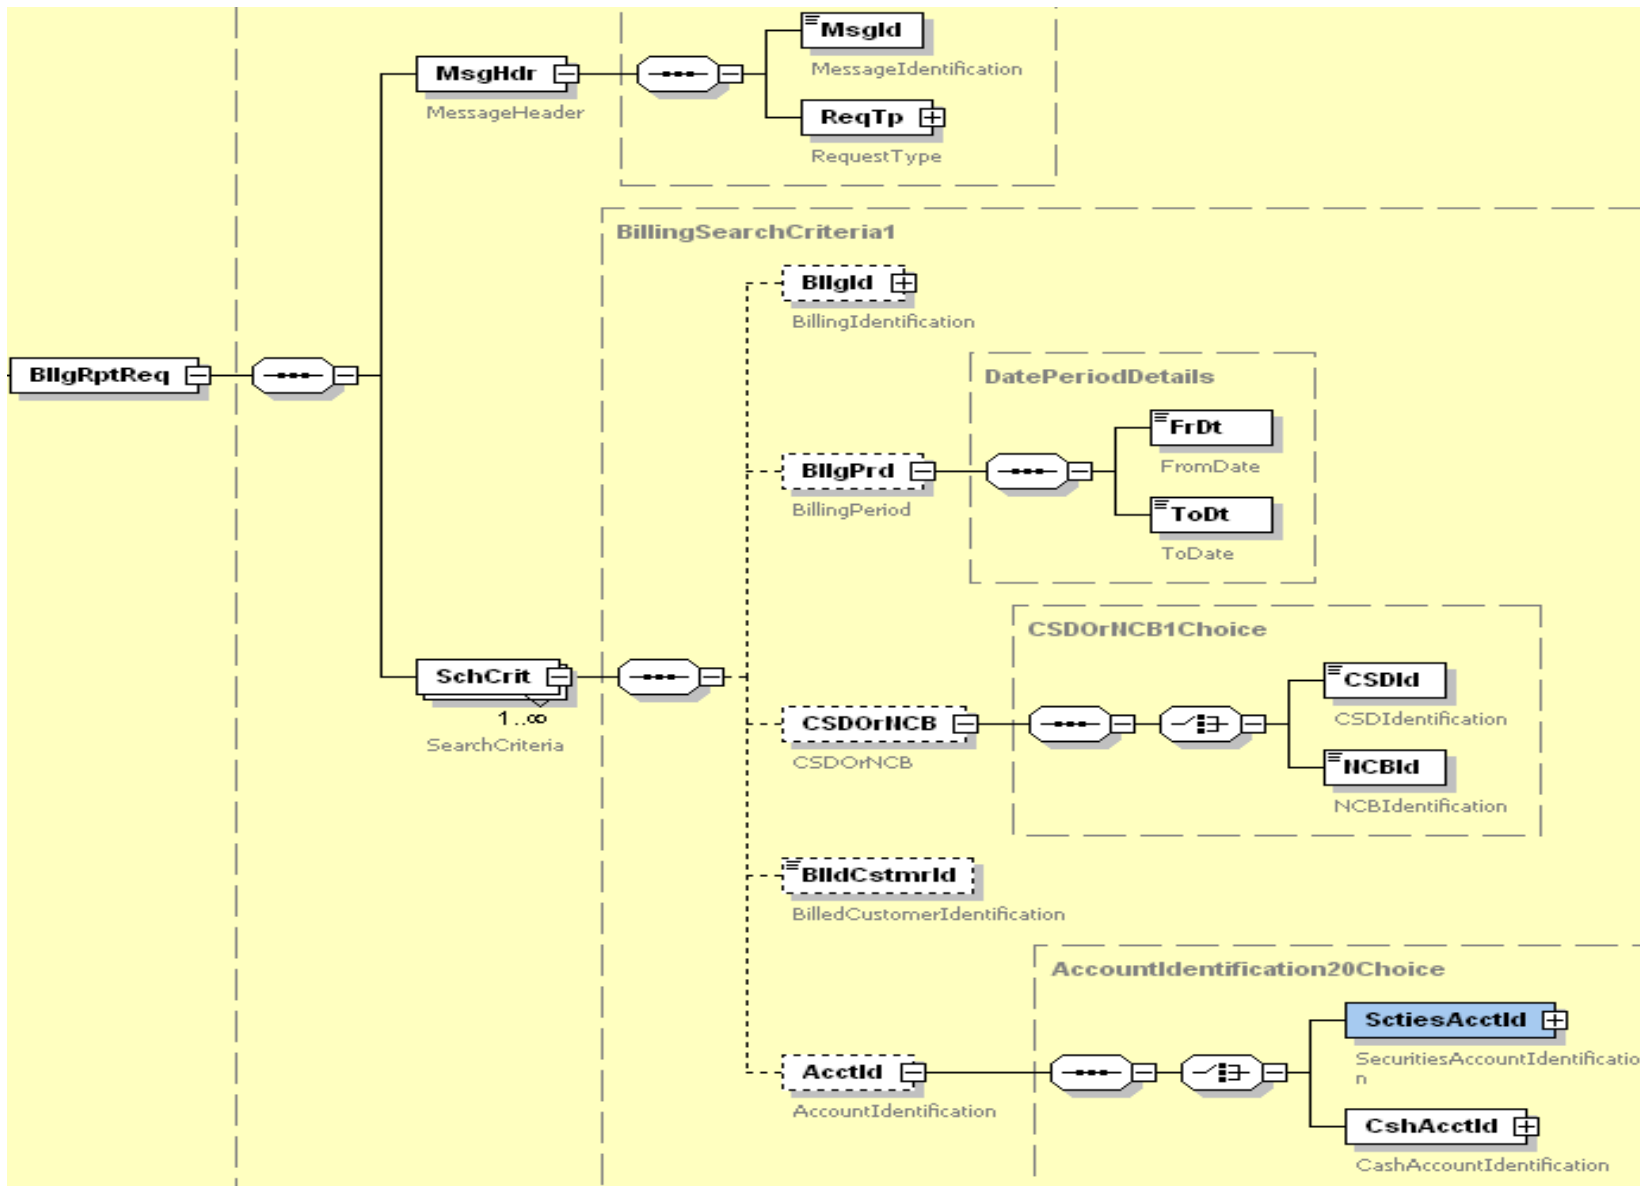 MsgId
MessageIdentification
MsgHdr
MessageHeader
ReqTp
RequestType
BillingSearchCriteria1
BllgId
BillingIdentification
BllgRptReq
DatePeriodDetails
FrDt
FromDate
BllgPrd
BillingPeriod
ToDt
ToDate
CSDOrNCB1Choice
SchCrit
1..∞
SearchCriteria
CSDId
CSDIdentification
CSDOrNCB
CSDOrNCB
NCBId
NCBIdentification
BlldCstmrId
BilledCustomerIdentification
AccountIdentification20Choice
SctiesAcctId
SecuritiesAccountIdentificatio
n
AcctId
AccountIdentification
CshAcctId
CashAccountIdentification